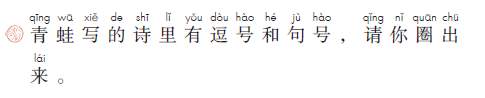 qīng wā xiě de shī lǐ yǒu dòu hào hé jù hào qǐng nǐ quān chū
青蛙写的诗里有逗号和句号，请你圈出
lái
来。